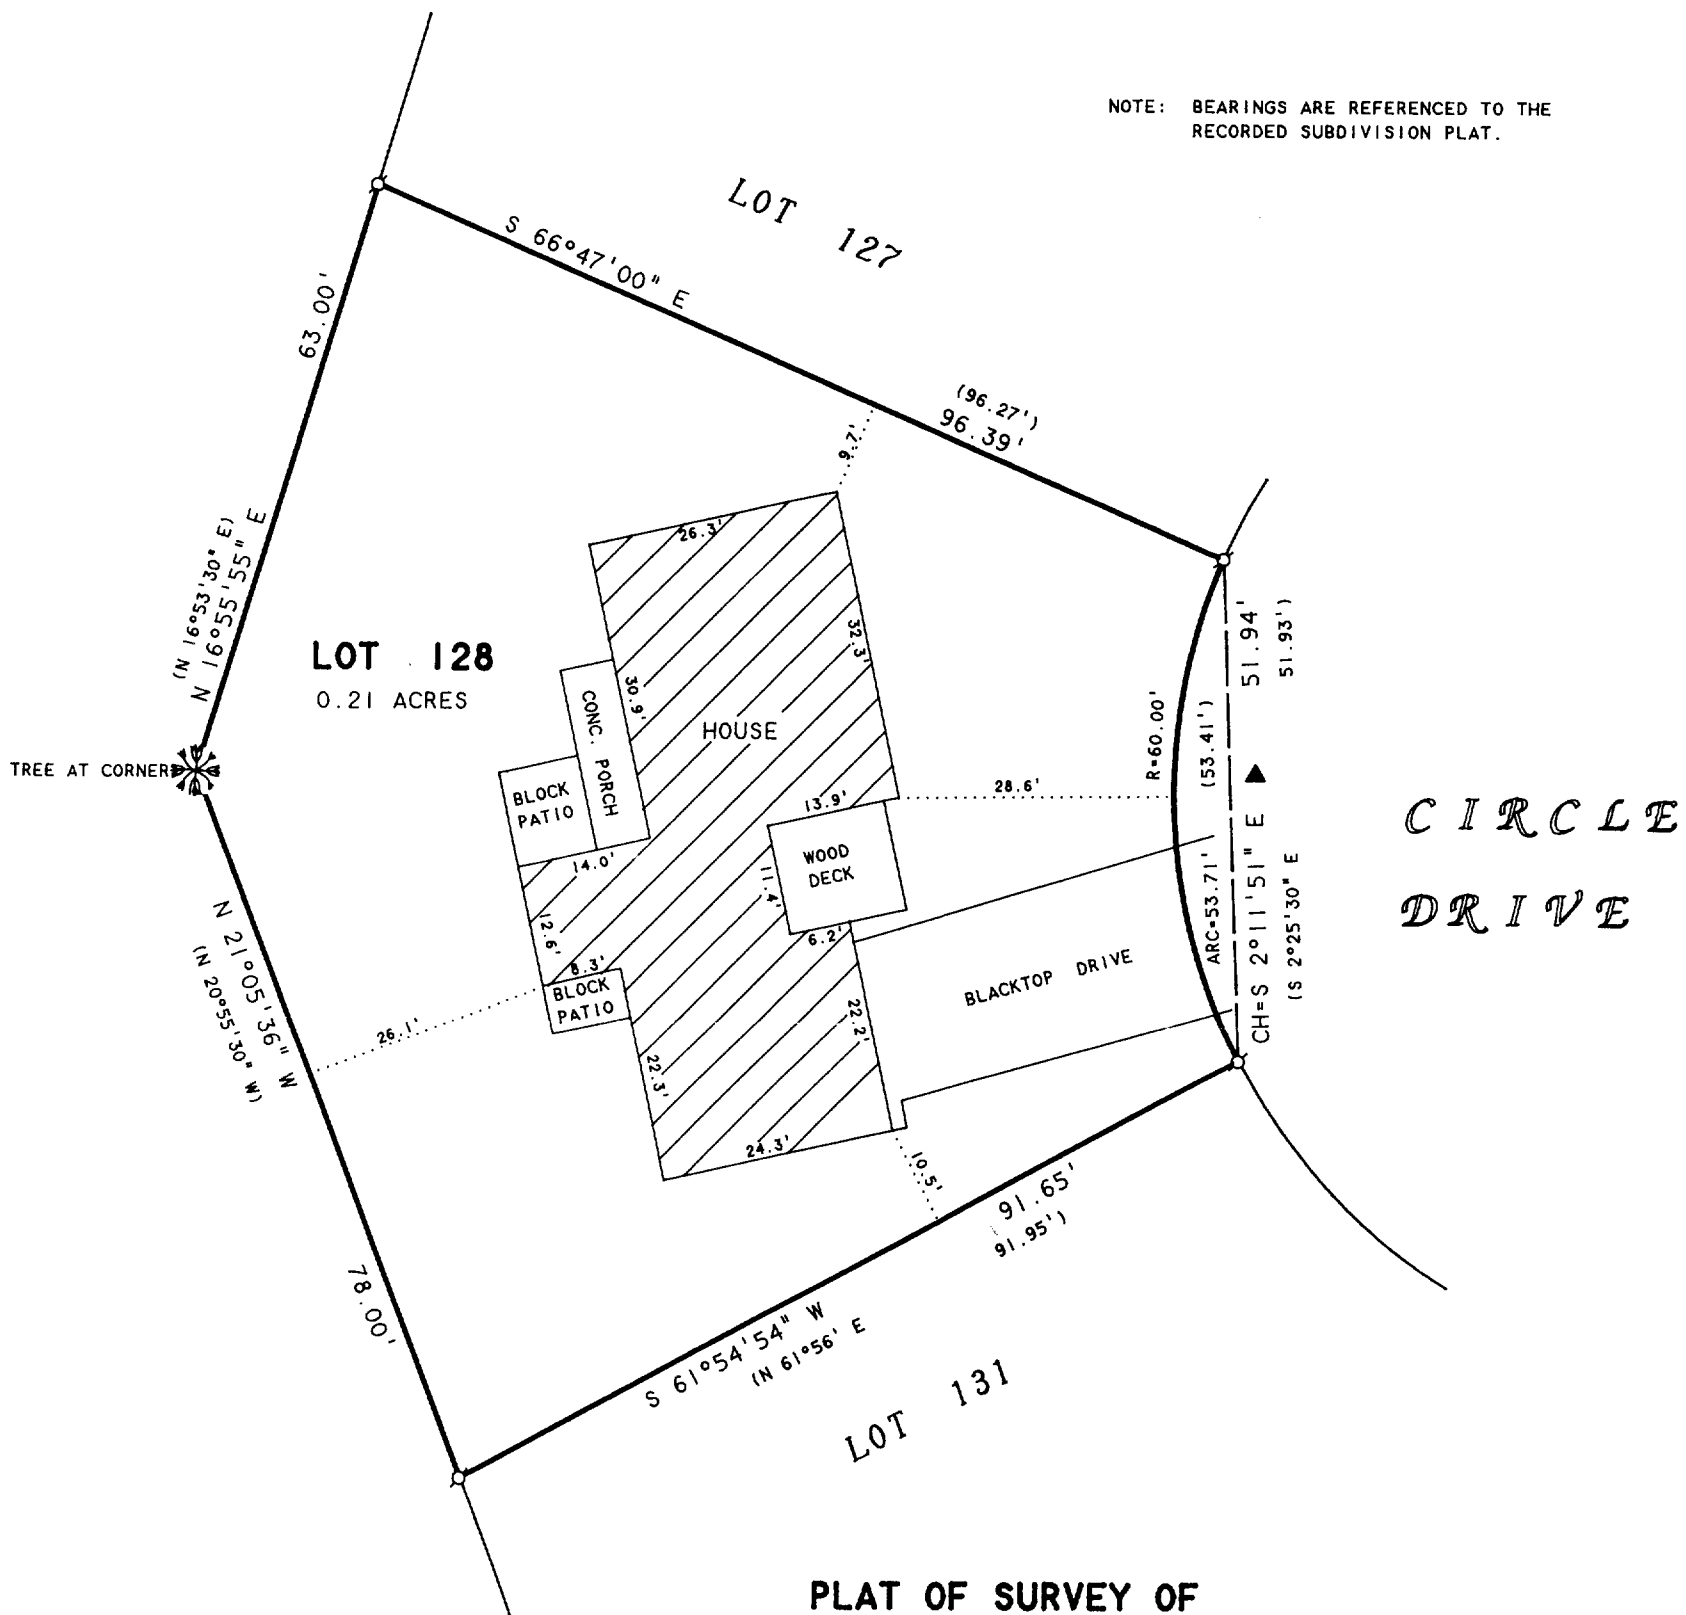 NOTE: BEARINGS ARE REFERENCED TO THE
RECORDED SUBDIVISION PLAT.
LOT 127
S 66°47'00" E
63.00'
(96.27')
96.39'
9.7'
(N 16°53'30" E)
N 16°55'55" E
26.3'
32.3'
LOT 128
0.21 ACRES
30.9'
CONC. PORCH
HOUSE
51.94'
51.93')
R=60.00'
(53.41')
TREE AT CORNER
BLOCK
PATIO
13.9'
28.6'
CIRCLE
DRIVE
WOOD
DECK
14.0'
11.4'
12.6'
6.2'
8.3'
BLOCK
PATIO
ARC=53.71'
CH=S 2°11'51" E
(S 2°25'30" E
BLACKTOP DRIVE
N 21°05'36" W
(N 20°55'30" W)
26.1'
22.2'
22.3'
24.3'
10.5'
91.65'
91.95')
78.00'
S 61°54'54" W
(N 61°56' E
LOT 131
PLAT OF SURVEY OF